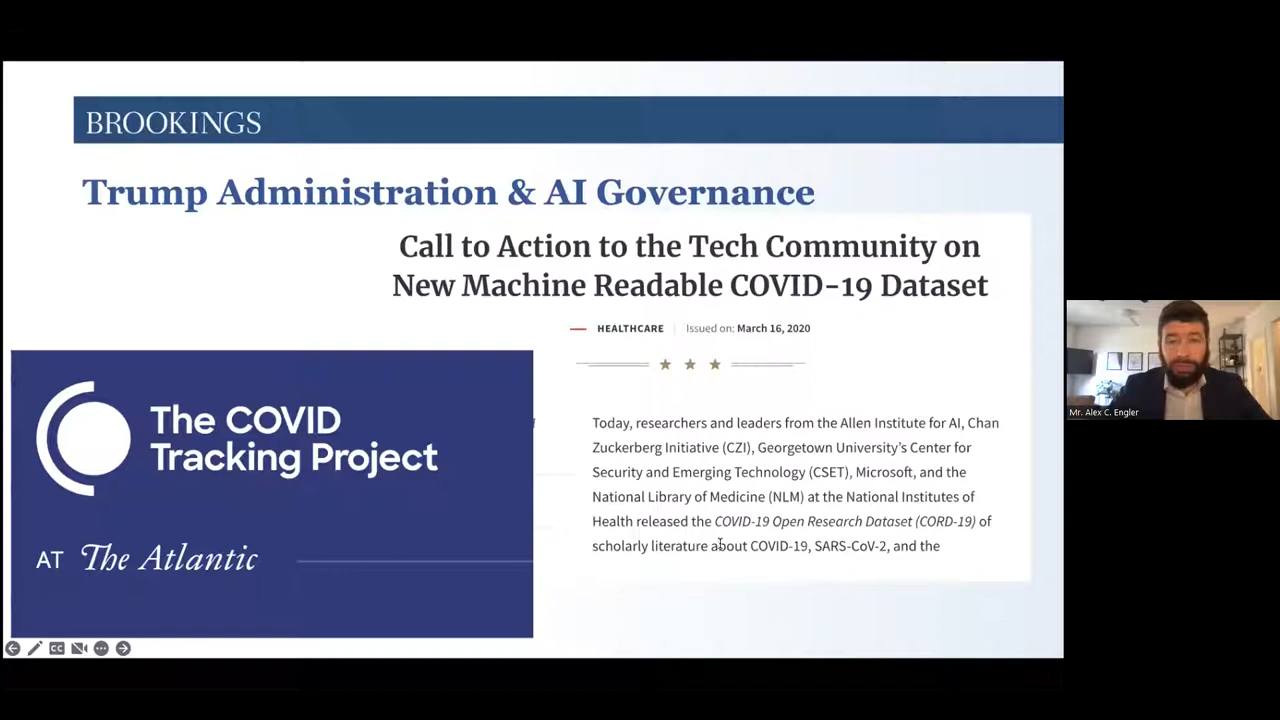 BROOKINGS
Trump Administration & AI Governance
Call to Action to the Tech Community on
New Machine Readable COVID-19 Dataset
HEALTHCARE Issued on: March 16, 2020
The COVID
Tracking Project
AT The Atlantic
Today, researchers and leaders from the Allen Institute for AI, Chan
Zuckerberg Initiative (CZI), Georgetown University's Center for
Security and Emerging Technology (CSET), Microsoft, and the
National Library of Medicine (NLM) at the National Institutes of
Health released the COVID-19 Open Research Dataset (CORD-19) of
scholarly literature about COVID-19, SARS-CoV-2, and the
CC
Mr. Alex C. Engler